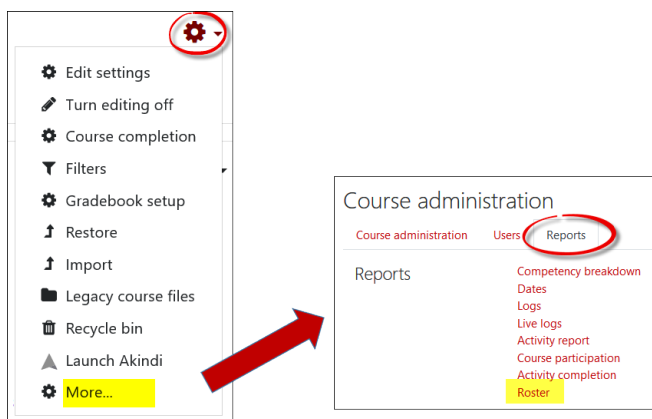 Edit settings
Turn editing off
Course completion
Filters
Gradebook setup
Restore
Import
Legacy course files
Recycle bin
Launch Akindi
More...
Course administration
Course administration Users Reports
Reports
Competency breakdown
Dates
Logs
Live logs
Activity report
Course participation
Activity completion
Roster